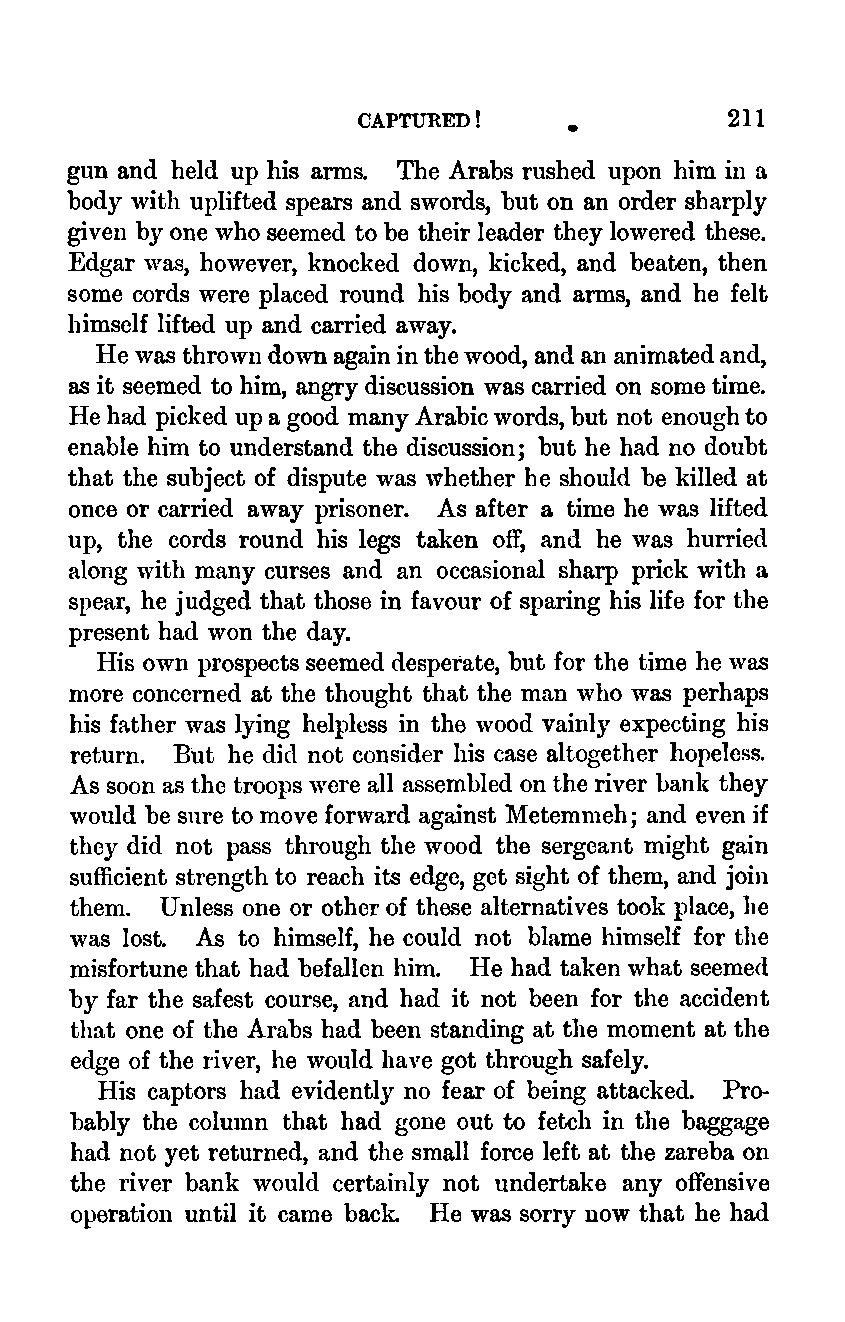 CAPTURED! 211
gun and held up his arms. The Arabs rushed upon him in a
body with uplifted spears and swords, but on an order sharply
given by one who seemed to be their leader they lowered these.
Edgar was, however, knocked down, kicked, and beaten, then
some cords were placed round his body and arms, and he felt
himself lifted up and carried away.
He was thrown down again in the wood, and an animated and,
as it seemed to him, angry discussion was carried on some time.
He had picked up a good many Arabic words, but not enough to
enable him to understand the discussion; but he had no doubt
that the subject of dispute was whether he should be killed at
once or carried away prisoner. As after a time he was lifted
up, the cords round his legs taken off, and he was hurried
along with many curses and an occasional sharp prick with a
spear, he judged that those in favour of sparing his life for the
present had won the day.
His own prospects seemed desperate, but for the time he was
more concerned at the thought that the man who was perhaps
his father was lying helpless in the wood vainly expecting his
return. But he did not consider his case altogether hopeless.
As soon as the troops were all assembled on the river bank they
would be sure to move forward against Metemmeh; and even if
they did not pass through the wood the sergeant might gain
sufficient strength to reach its edge, get sight of them, and join
them. Unless one or other of these alternatives took place, he
was lost. As to himself, he could not blame himself for the
misfortune that had befallen him. He had taken what seemed
by far the safest course, and had it not been for the accident
that one of the Arabs had been standing at the moment at the
edge of the river, he would have got through safely.
His captors had evidently no fear of being attacked. Pro-
bably the column that had gone out to fetch in the baggage
had not yet returned, and the small force left at the zareba on
the river bank would certainly not undertake any offensive
operation until it came back. He was sorry now that he had